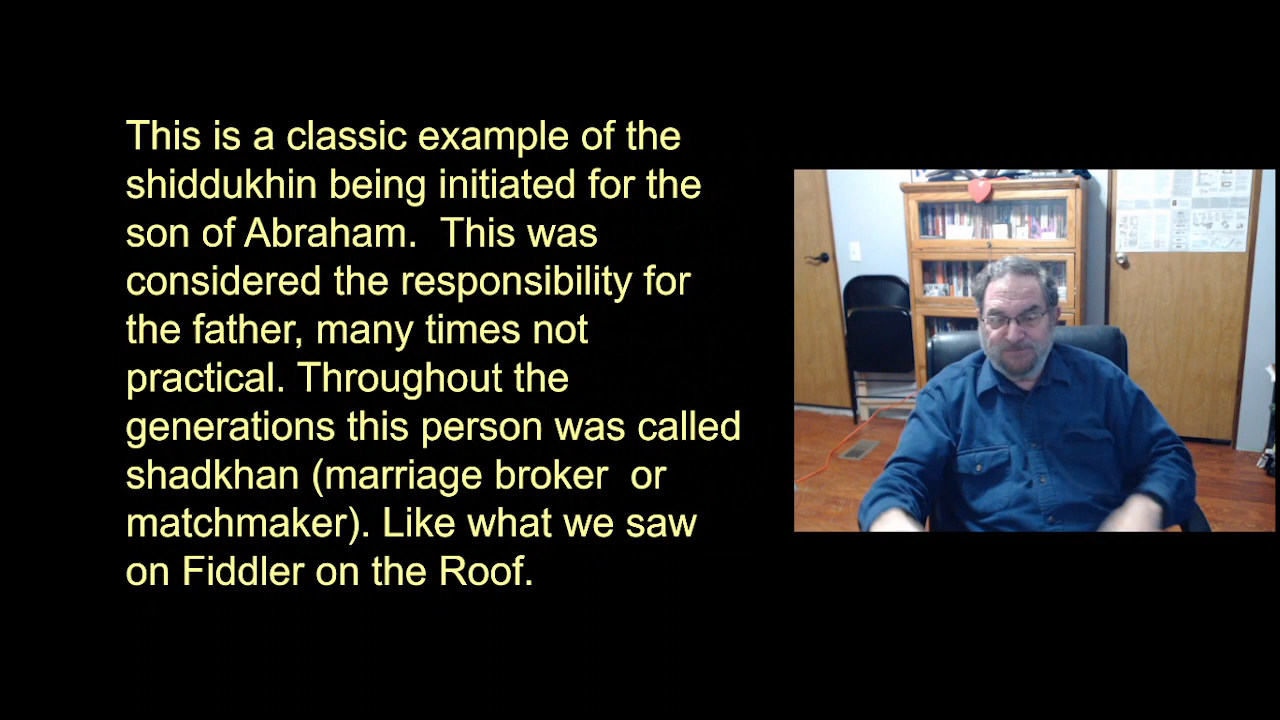 This is a classic example of the
shiddukhin being initiated for the
son of Abraham.  This was
considered the responsibility for
the father, many times not
practical. Throughout the
generations this person was called
shadkhan (marriage broker  or
matchmaker). Like what we saw
on Fiddler on the Roof.